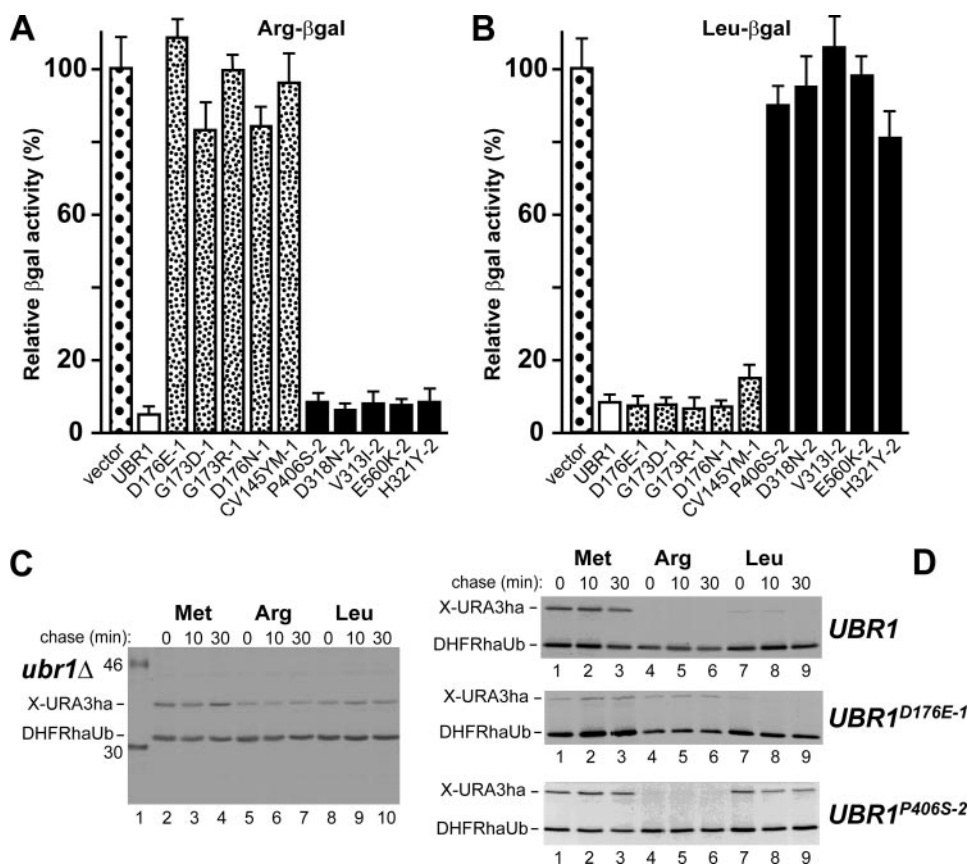 A
Arg-βgal
Relative βgal activity (%)
100
60
20
0
vector
UBR1
D176E-1
G173D-1
G173R-1
D176N-1
CV145YM-1
P406S-2
D318N-2
V313I-2
E560K-2
H321Y-2
B
Leu-βgal
Relative βgal activity (%)
100
60
20
0
vector
UBR1
D176E-1
G173D-1
G173R-1
D176N-1
CV145YM-1
P406S-2
D318N-2
V313I-2
E560K-2
H321Y-2
C
Met Arg Leu
chase (min): 0 10 30 0 10 30 0 10 30
ubr1Δ 46
X-URA3ha
DHFRhaUb
30
1 2 3 4 5 6 7 8 9 10
D
Met Arg Leu
chase (min): 0 10 30 0 10 30 0 10 30
X-URA3ha
UBR1
DHFRhaUb
1 2 3 4 5 6 7 8 9
X-URA3ha
UBR1D176E-1
DHFRhaUb
1 2 3 4 5 6 7 8 9
X-URA3ha
UBR1P406S-2
DHFRhaUb
1 2 3 4 5 6 7 8 9